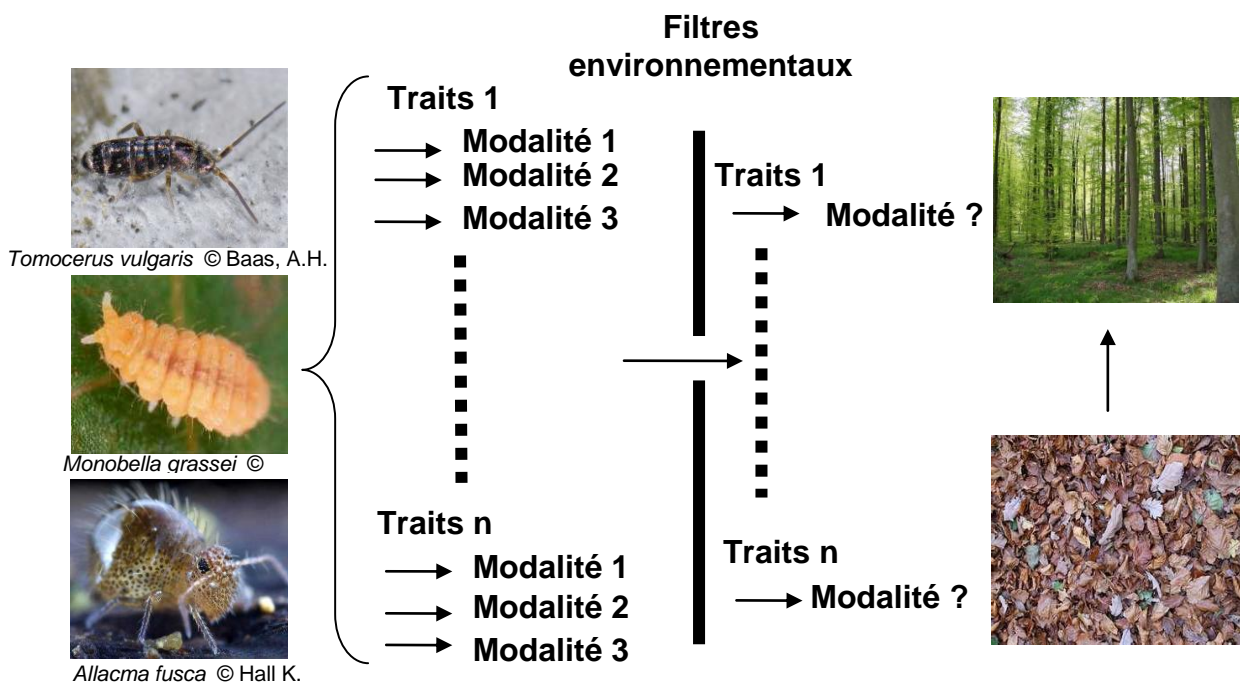 Filtres
environnementaux
Traits 1
Modalité 1
Modalité 2
Modalité 3
Traits 1
Modalité ?
Tomocerus vulgaris © Baas, A.H.
Monobella grassei ©
Traits n
Modalité 1
Modalité 2
Modalité 3
Traits n
Modalité ?
Allacma fusca © Hall K.